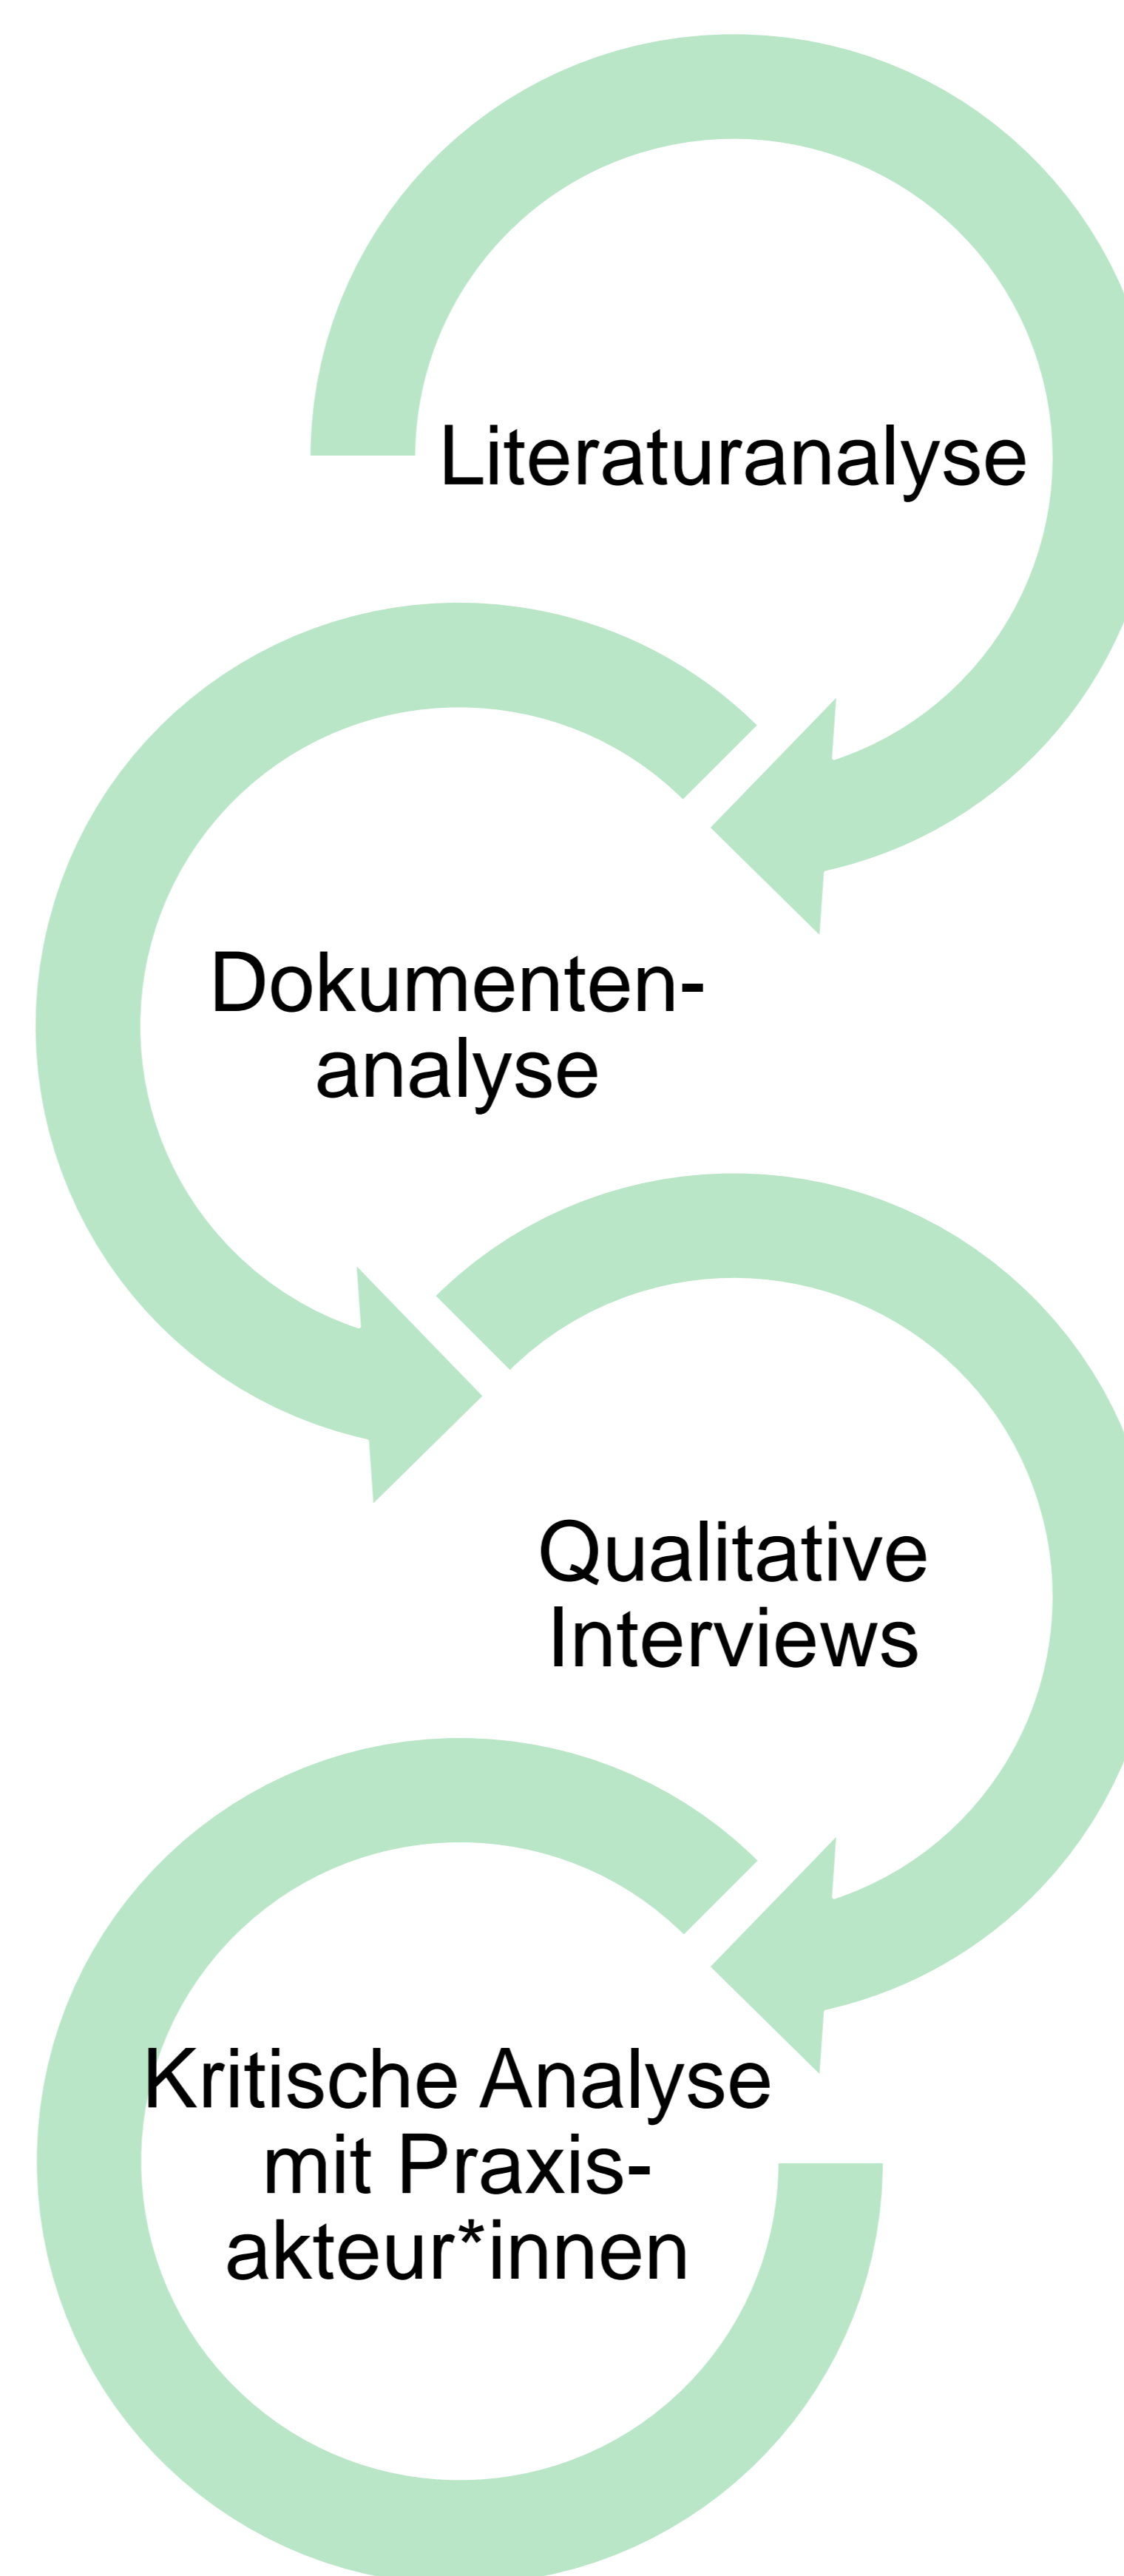 Literaturanalyse
Dokumenten-
analyse
Qualitative
Interviews
Kritische Analyse
mit Praxis-
akteur*innen